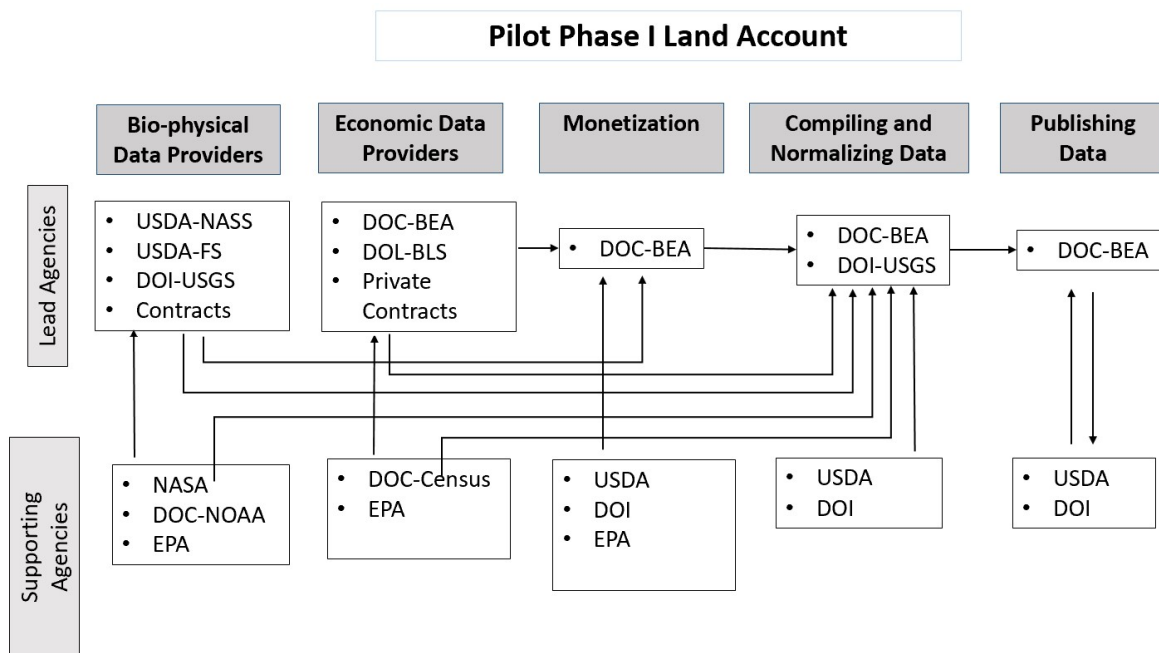 Pilot Phase I Land Account
Bio-physical
Data Providers
Economic Data
Providers
Monetization
Compiling and
Normalizing Data
Publishing
Data
Lead Agencies
• USDA-NASS
• USDA-FS
• DOI-USGS
• Contracts
• DOC-BEA
• DOL-BLS
• Private
Contracts
• DOC-BEA
• DOC-BEA
• DOI-USGS
• DOC-BEA
Supporting
Agencies
• NASA
• DOC-NOAA
• EPA
• DOC-Census
• EPA
• USDA
• DOI
• EPA
• USDA
• DOI
• USDA
• DOI